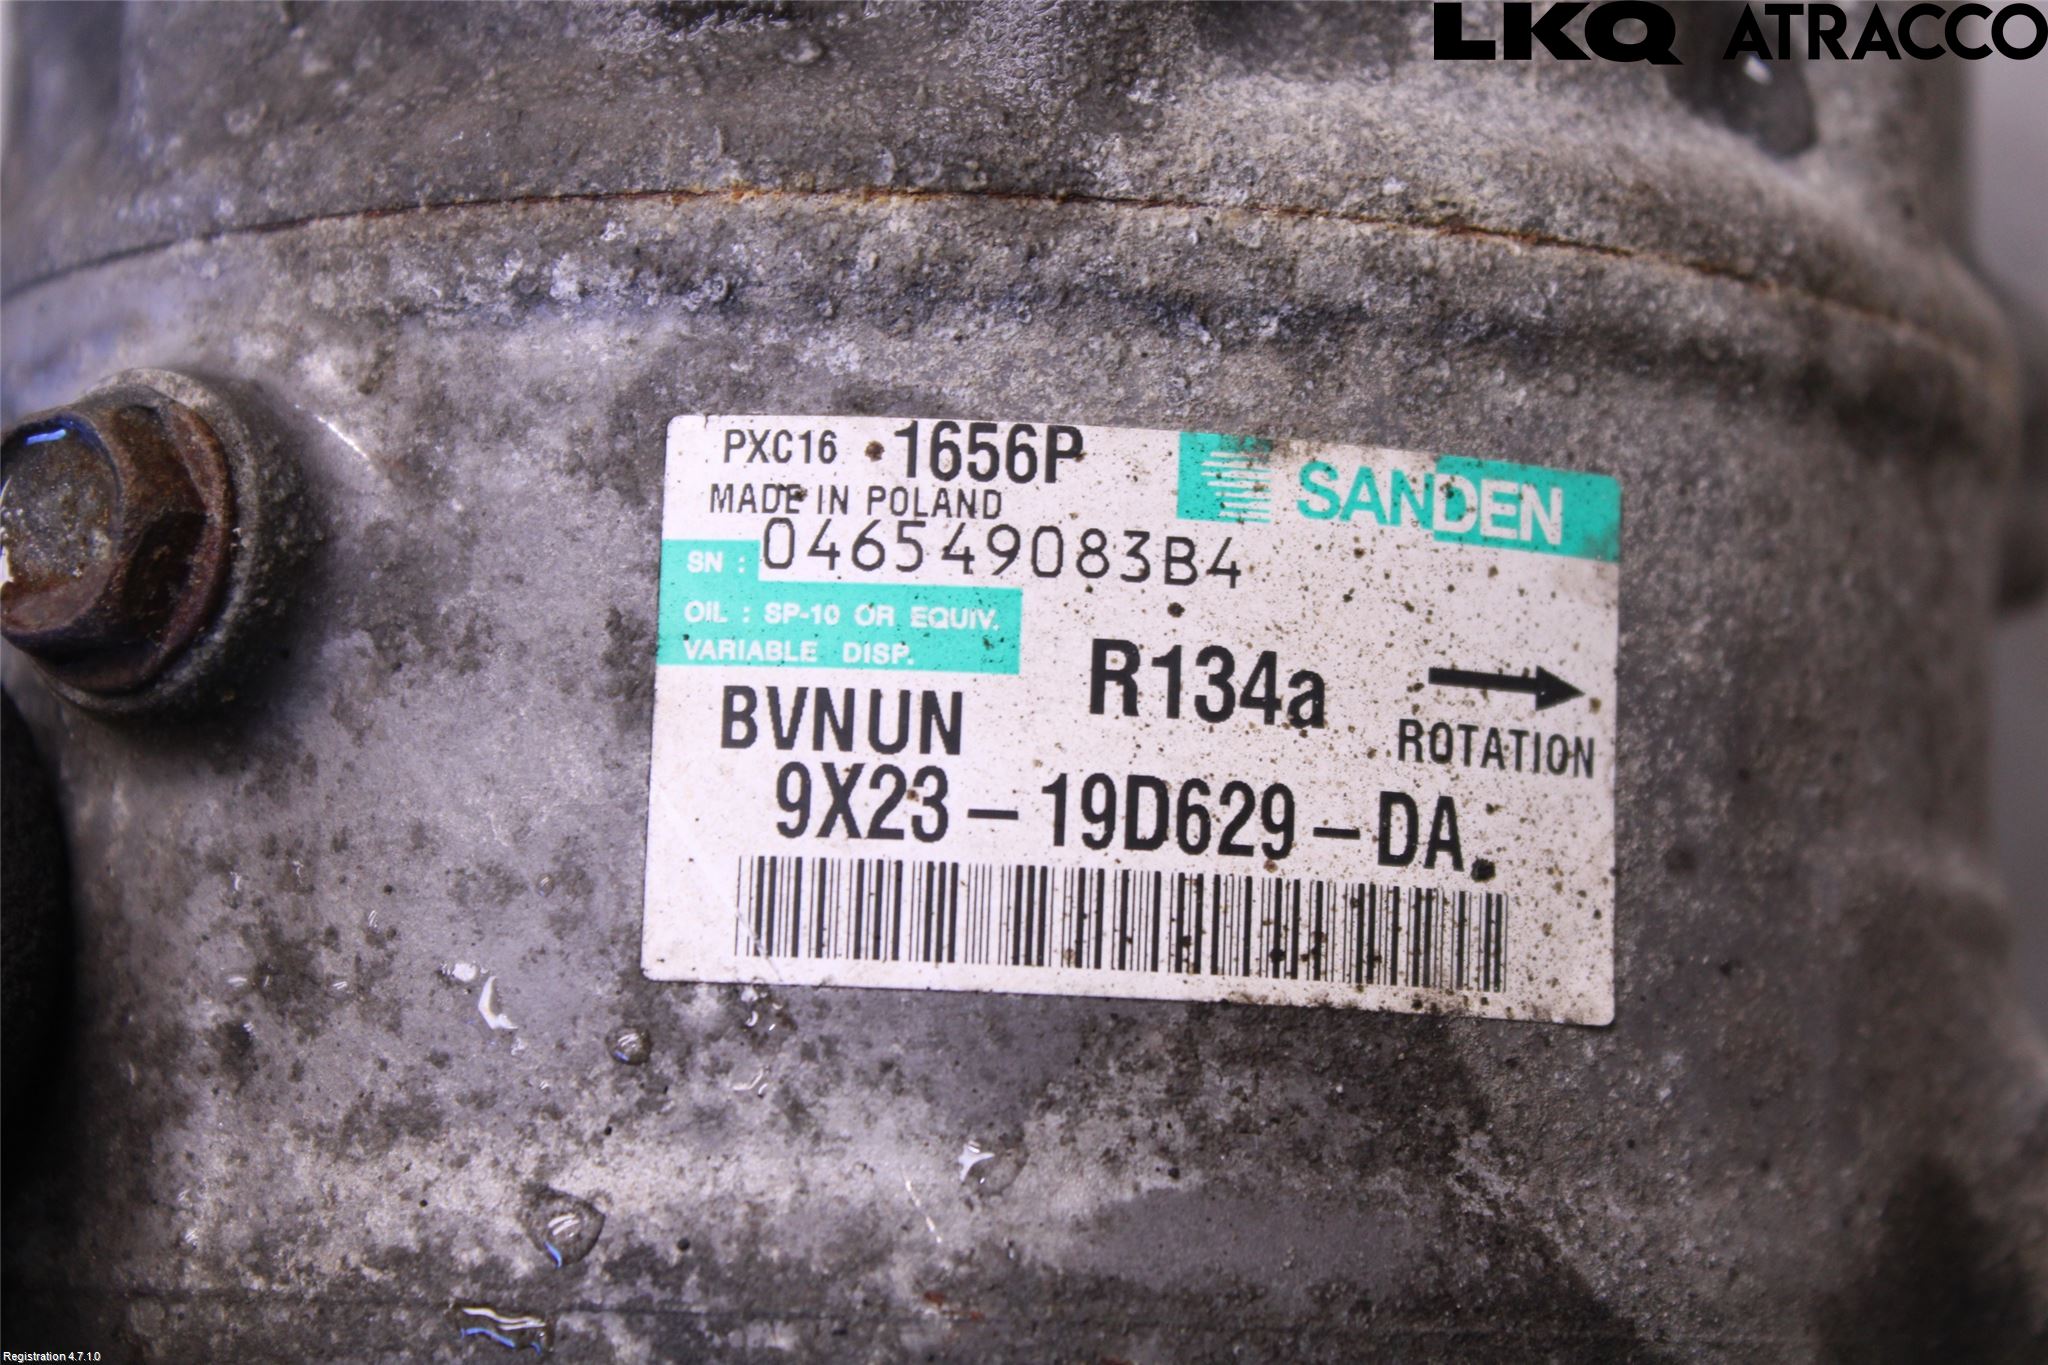 LKQ ATRACCO
PXC16 1656P
SANDEN
MADE IN POLAND
SN : 046549083B4
OIL : SP-10 OR EQUIV.
VARIABLE DISP.
R134a
BVNUN
ROTATION
9X23-19D629-DA.
Registration 4.7.1.0